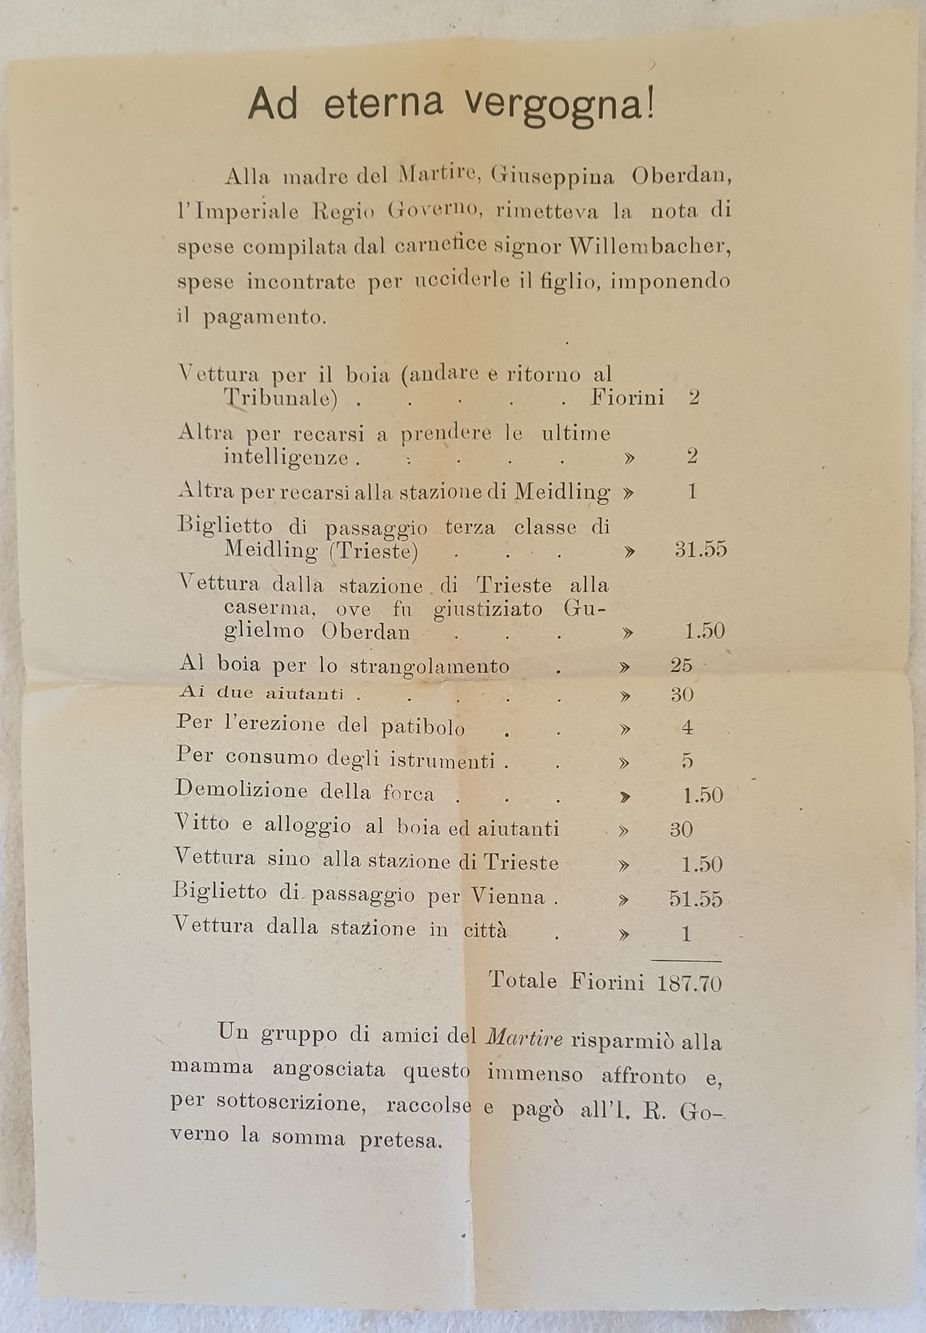 Ad eterna vergogna!
Alla madre del Martire, Giuseppina Oberdan,
l'Imperiale Regio Governo, rimetteva la nota di
spese compilata dal carnefice signor Willembacher,
spese incontrate per ucciderle il figlio, imponendo
il pagamento.
Vettura per il boia (andare e ritorno al
Tribunale) . . . . . Fiorini 2
Altra per recarsi a prendere le ultime
intelligenze . . . . . » 2
Altra per recarsi alla stazione di Meidling » 1
Biglietto di passaggio terza classe di
Meidling (Trieste) . . . » 31.55
Vettura dalla stazione di Trieste alla
caserma, ove fu giustiziato Gu-
glielmo Oberdan . . . » 1.50
Al boia per lo strangolamento . » 25
Ai due aiutanti . . . . . » 30
Per l'erezione del patibolo . . » 4
Per consumo degli istrumenti . . » 5
Demolizione della forca . . . » 1.50
Vitto e alloggio al boia ed aiutanti » 30
Vettura sino alla stazione di Trieste » 1.50
Biglietto di passaggio per Vienna . » 51.55
Vettura dalla stazione in città . » 1
Totale Fiorini 187.70
Un gruppo di amici del Martire risparmiò alla
mamma angosciata questo immenso affronto e,
per sottoscrizione, raccolse e pagò all'I. R. Go-
verno la somma pretesa.